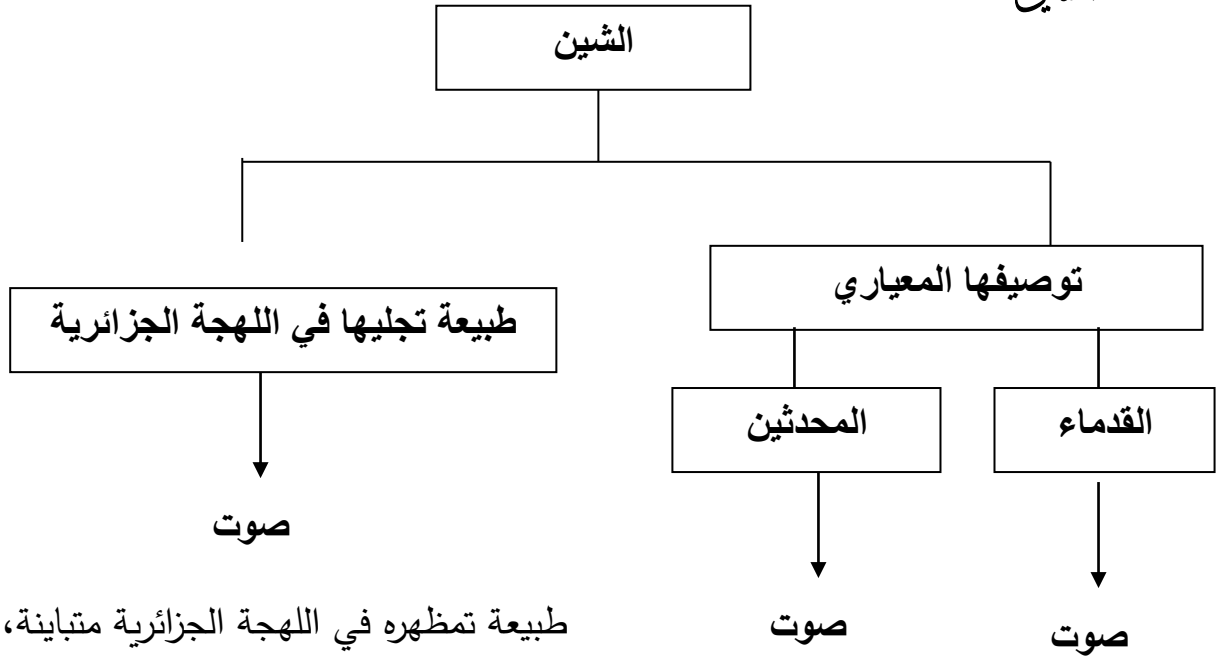 الشين
توصيفها المعياري
طبيعة تجليها في اللهجة الجزائرية
القدماء
المحدثين
صوت
صوت
صوت
طبيعة تمظهره في اللهجة الجزائرية متباينة،